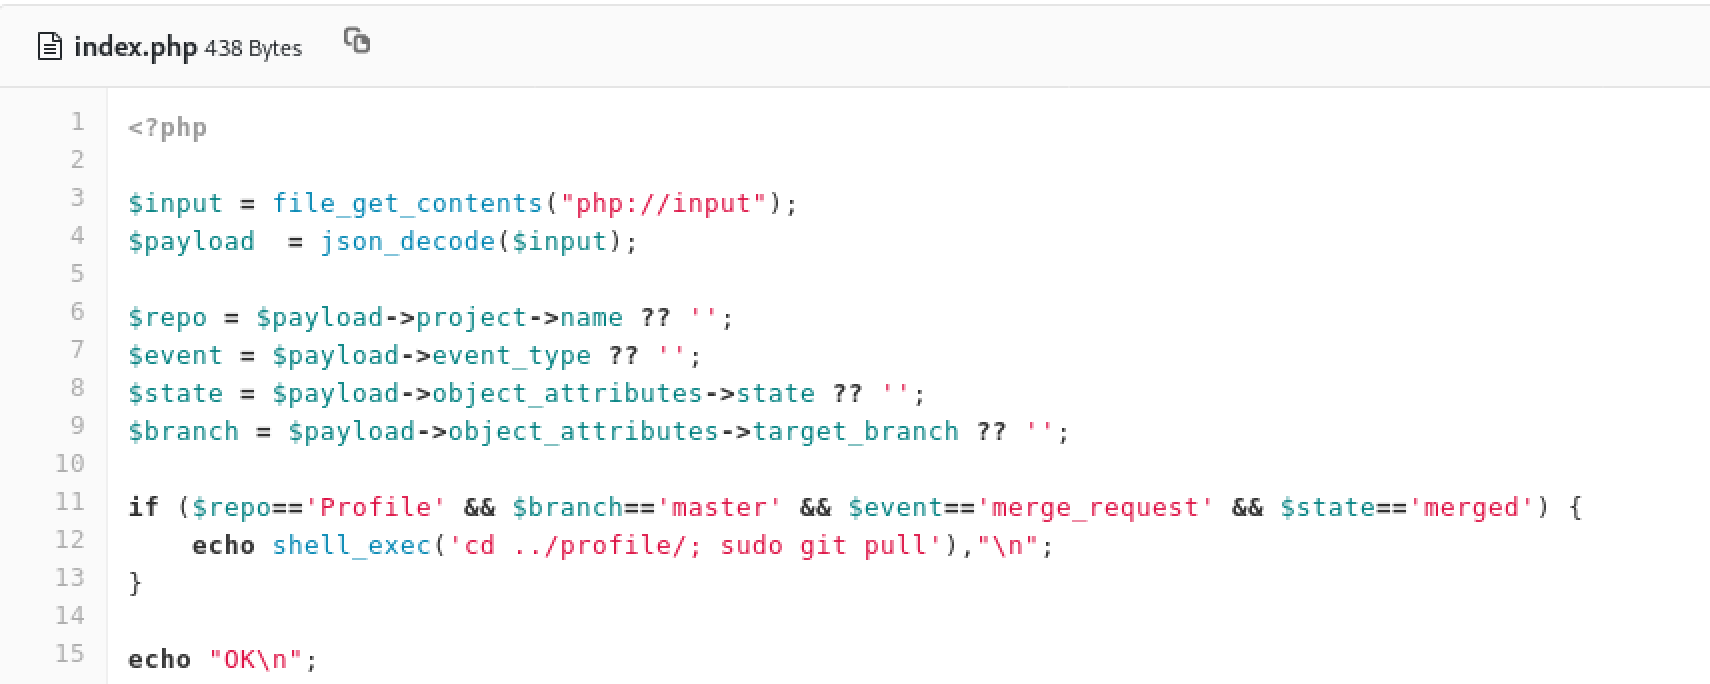 index.php 438 Bytes
1 <?php
2
3 $input = file_get_contents("php://input");
4 $payload  = json_decode($input);
5
6 $repo = $payload->project->name ?? '';
7 $event = $payload->event_type ?? '';
8 $state = $payload->object_attributes->state ?? '';
9 $branch = $payload->object_attributes->target_branch ?? '';
10
11 if ($repo=='Profile' && $branch=='master' && $event=='merge_request' && $state=='merged') {
12     echo shell_exec('cd ../profile/; sudo git pull'),"\n";
13 }
14
15 echo "OK\n";